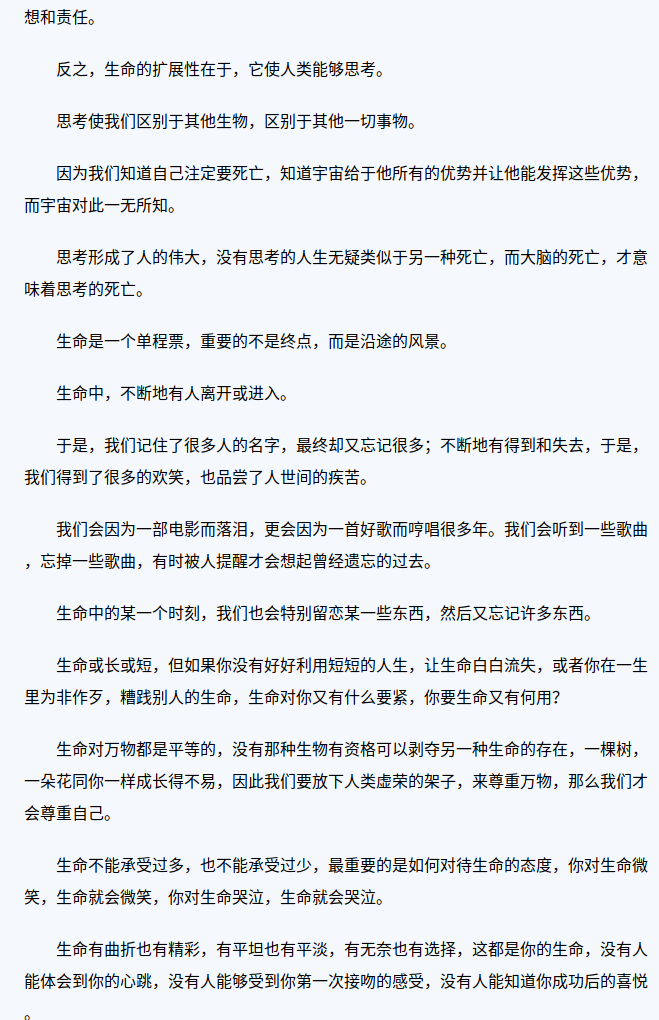 想和责任。
反之，生命的扩展性在于，它使人类能够思考。
思考使我们区别于其他生物，区别于其他一切事物。
因为我们知道自己注定要死亡，知道宇宙给于他所有的优势并让他能发挥这些优势，
而宇宙对此一无所知。
思考形成了人的伟大，没有思考的人生无疑类似于另一种死亡，而大脑的死亡，才意
味着思考的死亡。
生命是一个单程票，重要的不是终点，而是沿途的风景。
生命中，不断地有人离开或进入。
于是，我们记住了很多人的名字，最终却又忘记很多；不断地有得到和失去，于是，
我们得到了很多的欢笑，也品尝了人世间的疾苦。
我们会因为一部电影而落泪，更会因为一首好歌而哼唱很多年。我们会听到一些歌曲
，忘掉一些歌曲，有时被人提醒才会想起曾经遗忘的过去。
生命中的某一个时刻，我们也会特别留恋某一些东西，然后又忘记许多东西。
生命或长或短，但如果你没有好好利用短短的人生，让生命白白流失，或者你在一生
里为非作歹，糟践别人的生命，生命对你又有什么要紧，你要生命又有何用？
生命对万物都是平等的，没有那种生物有资格可以剥夺另一种生命的存在，一棵树，
一朵花同你一样成长得不易，因此我们要放下人类虚荣的架子，来尊重万物，那么我们才
会尊重自己。
生命不能承受过多，也不能承受过少，最重要的是如何对待生命的态度，你对生命微
笑，生命就会微笑，你对生命哭泣，生命就会哭泣。
生命有曲折也有精彩，有平坦也有平淡，有无奈也有选择，这都是你的生命，没有人
能体会到你的心跳，没有人能够受到你第一次接吻的感受，没有人能知道你成功后的喜悦
。